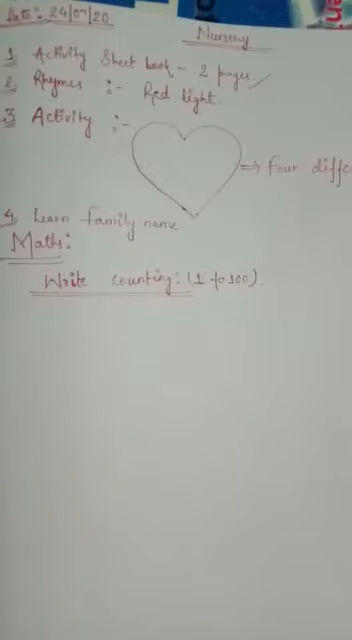 24/07/20
Nursery
1 Activity Sheet book - 2 pages.
2 Rhymes :- Red light
3 Activity :-
⇒ four diffe
4, Learn family name
Maths:
Write counting: (1 to 100).